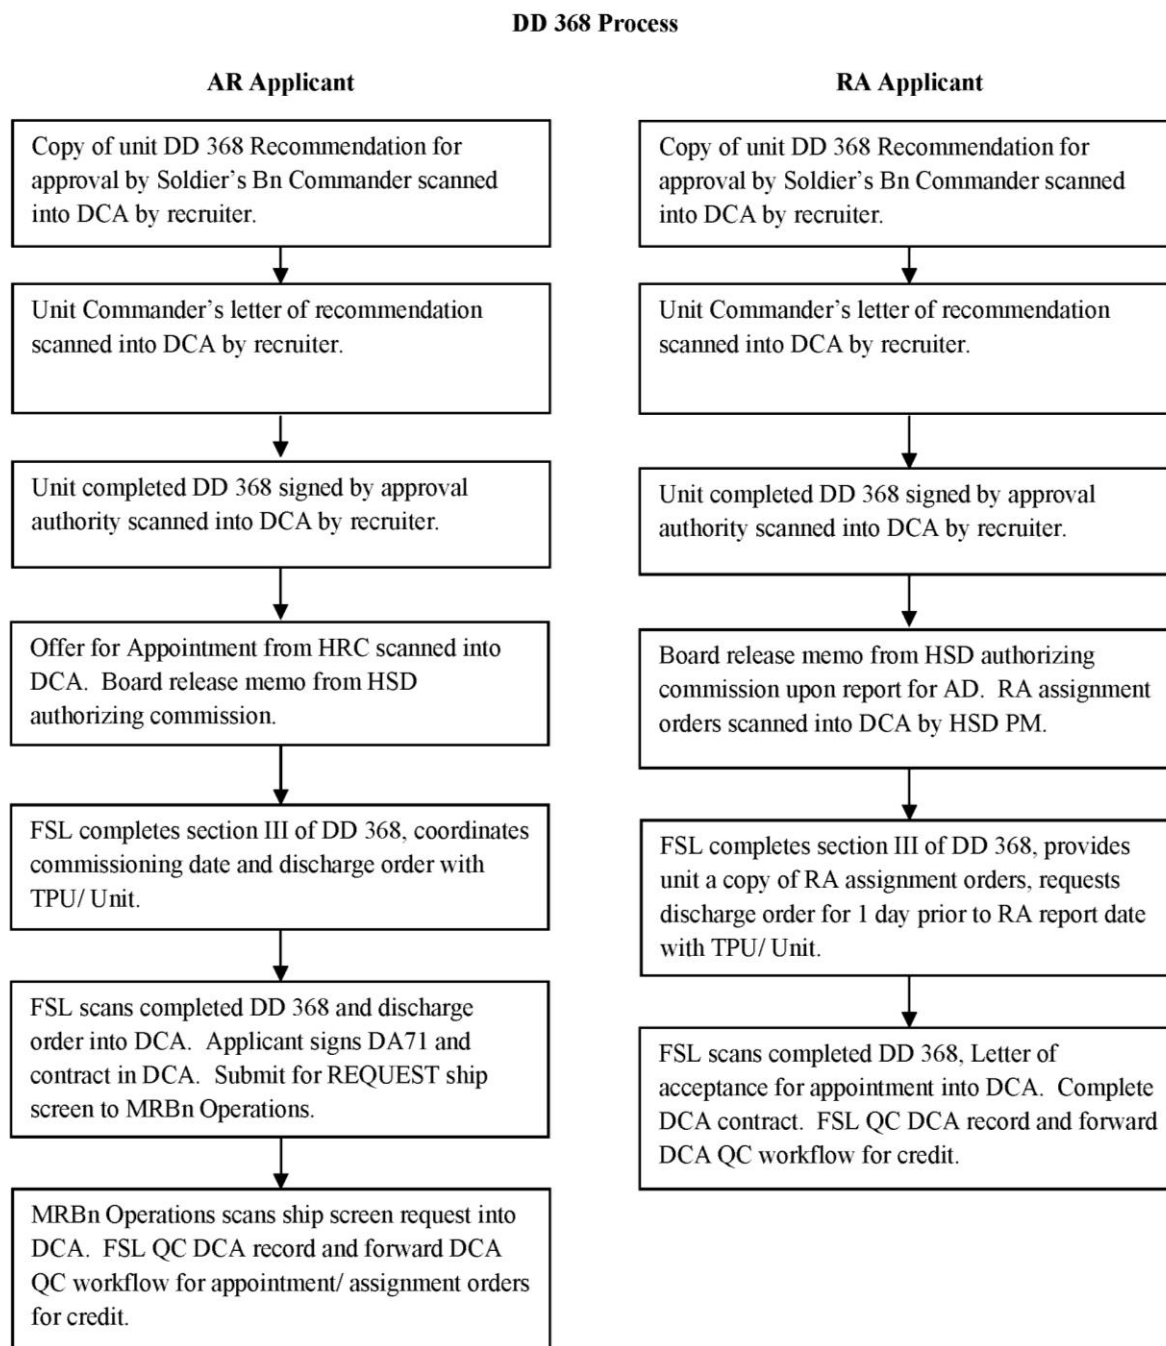 DD 368 Process
AR Applicant
Copy of unit DD 368 Recommendation for
approval by Soldier’s Bn Commander scanned
into DCA by recruiter.
Unit Commander’s letter of recommendation
scanned into DCA by recruiter.
Unit completed DD 368 signed by approval
authority scanned into DCA by recruiter.
Offer for Appointment from HRC scanned into
DCA.  Board release memo from HSD
authorizing commission.
FSL completes section III of DD 368, coordinates
commissioning date and discharge order with
TPU/ Unit.
FSL scans completed DD 368 and discharge
order into DCA.  Applicant signs DA71 and
contract in DCA.  Submit for REQUEST ship
screen to MRBn Operations.
MRBn Operations scans ship screen request into
DCA.  FSL QC DCA record and forward DCA
QC workflow for appointment/ assignment orders
for credit.
RA Applicant
Copy of unit DD 368 Recommendation for
approval by Soldier’s Bn Commander scanned
into DCA by recruiter.
Unit Commander’s letter of recommendation
scanned into DCA by recruiter.
Unit completed DD 368 signed by approval
authority scanned into DCA by recruiter.
Board release memo from HSD authorizing
commission upon report for AD.  RA assignment
orders scanned into DCA by HSD PM.
FSL completes section III of DD 368, provides
unit a copy of RA assignment orders, requests
discharge order for 1 day prior to RA report date
with TPU/ Unit.
FSL scans completed DD 368, Letter of
acceptance for appointment into DCA.  Complete
DCA contract.  FSL QC DCA record and forward
DCA QC workflow for credit.